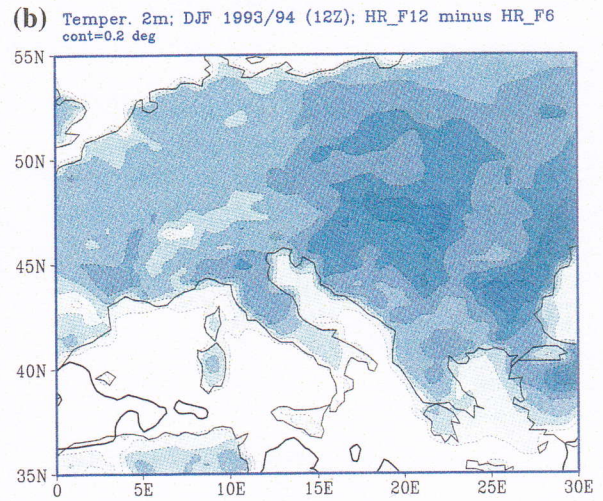 (b) Temper. 2m; DJF 1993/94 (12Z); HR_F12 minus HR_F6
cont=0.2 deg
55N
50N
45N
40N
35N
0 5E 10E 15E 20E 25E 30E